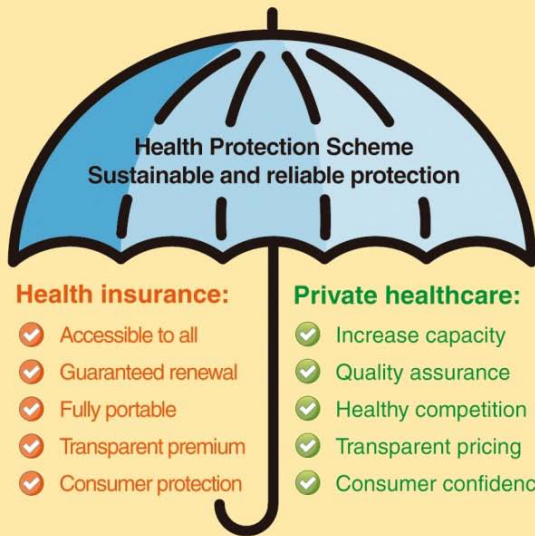 Health Protection Scheme
Sustainable and reliable protection
Health insurance:
Accessible to all
Guaranteed renewal
Fully portable
Transparent premium
Consumer protection
Private healthcare:
Increase capacity
Quality assurance
Healthy competition
Transparent pricing
Consumer confidenc